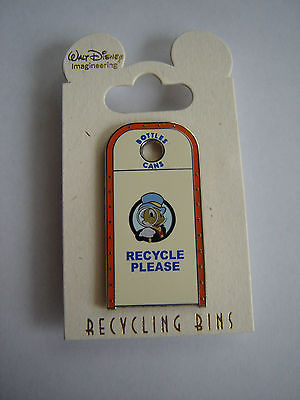 WALT DISNEY
imagineering
BOTTLES
CANS
RECYCLE
PLEASE
RECYCLING BINS